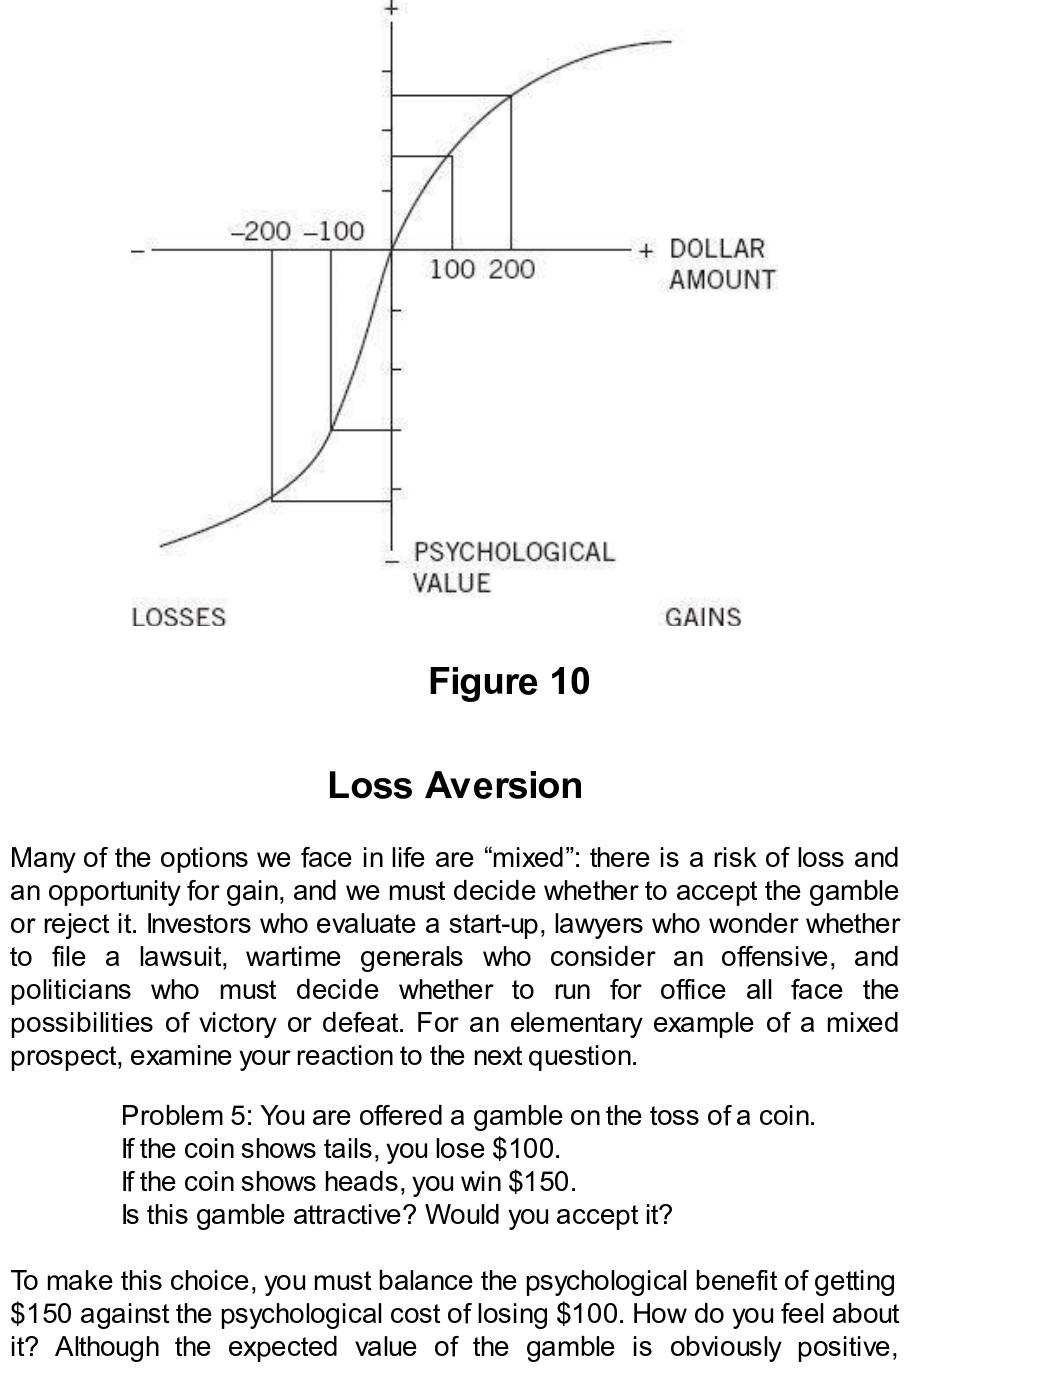 +
–200 –100
– + DOLLAR
100 200 AMOUNT
– PSYCHOLOGICAL
VALUE
LOSSES GAINS
Figure 10
Loss Aversion
Many of the options we face in life are “mixed”: there is a risk of loss and
an opportunity for gain, and we must decide whether to accept the gamble
or reject it. Investors who evaluate a start-up, lawyers who wonder whether
to file a lawsuit, wartime generals who consider an offensive, and
politicians who must decide whether to run for office all face the
possibilities of victory or defeat. For an elementary example of a mixed
prospect, examine your reaction to the next question.
Problem 5: You are offered a gamble on the toss of a coin.
If the coin shows tails, you lose $100.
If the coin shows heads, you win $150.
Is this gamble attractive? Would you accept it?
To make this choice, you must balance the psychological benefit of getting
$150 against the psychological cost of losing $100. How do you feel about
it? Although the expected value of the gamble is obviously positive,